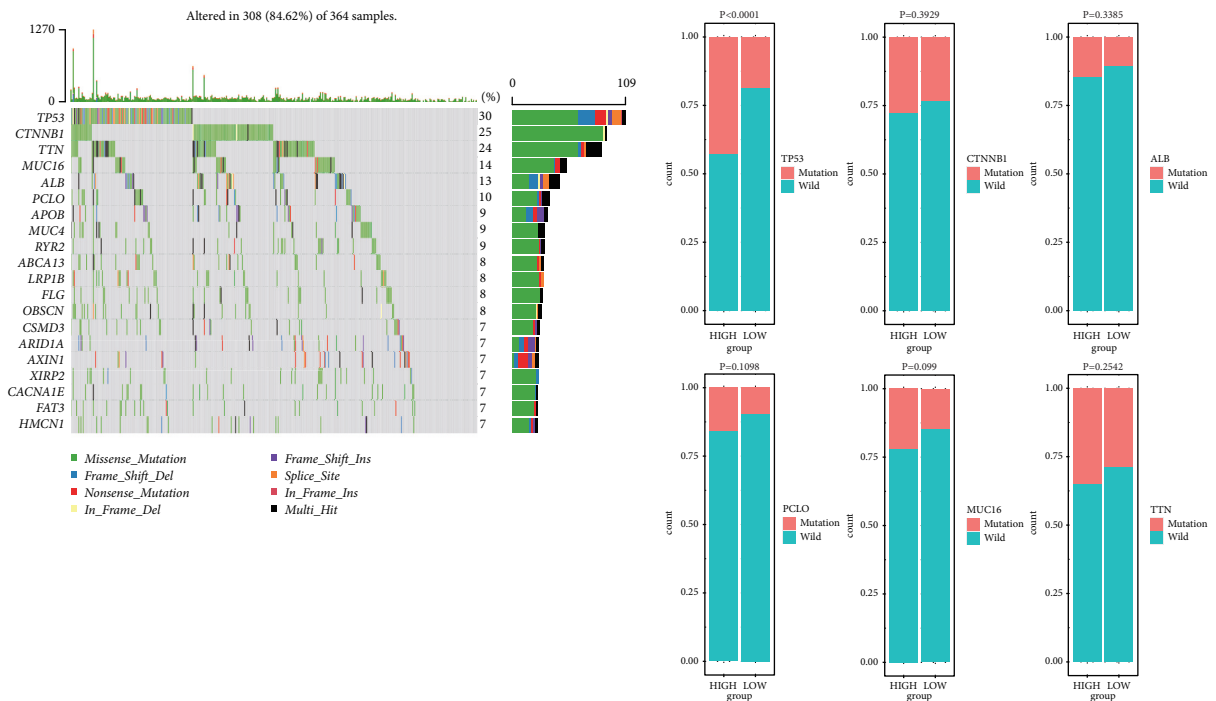 Altered in 308 (84.62%) of 364 samples.
1270
0
0 109
(%)
TP53 30
CTNNB1 25
TTN 24
MUC16 14
ALB 13
PCLO 10
APOB 9
MUC4 9
RYR2 9
ABCA13 8
LRP1B 8
FLG 8
OBSCN 8
CSMD3 7
ARID1A 7
AXIN1 7
XIRP2 7
CACNA1E 7
FAT3 7
HMCN1 7
Missense_Mutation
Frame_Shift_Del
Nonsense_Mutation
In_Frame_Del
Frame_Shift_Ins
Splice_Site
In_Frame_Ins
Multi_Hit
P<0.0001
1.00
0.75
0.50
0.25
0.00
count
HIGH LOW
group
TP53
Mutation
Wild
P=0.3929
1.00
0.75
0.50
0.25
0.00
count
HIGH LOW
group
CTNNB1
Mutation
Wild
P=0.3385
1.00
0.75
0.50
0.25
0.00
count
HIGH LOW
group
ALB
Mutation
Wild
P=0.1098
1.00
0.75
0.50
0.25
0.00
count
HIGH LOW
group
PCLO
Mutation
Wild
P=0.099
1.00
0.75
0.50
0.25
0.00
count
HIGH LOW
group
MUC16
Mutation
Wild
P=0.2542
1.00
0.75
0.50
0.25
0.00
count
HIGH LOW
group
TTN
Mutation
Wild